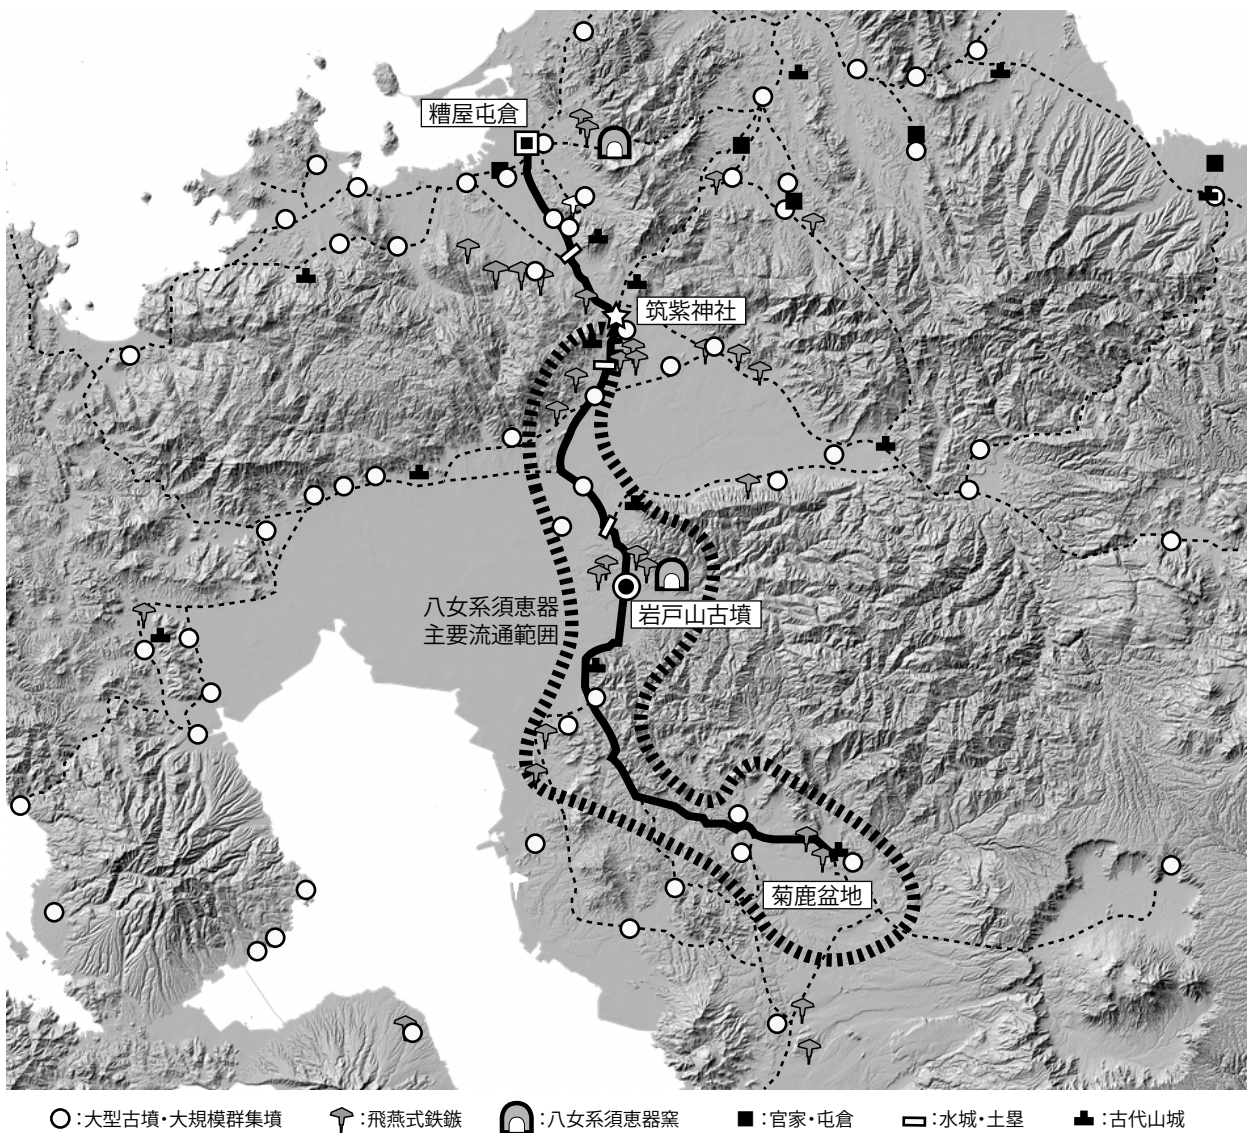 糟屋屯倉
筑紫神社
八女系須恵器
主要流通範囲
岩戸山古墳
菊鹿盆地
:大型古墳・大規模群集墳
:飛燕式鉄鏃
:八女系須恵器窯
:官家・屯倉
:水城・土塁
:古代山城